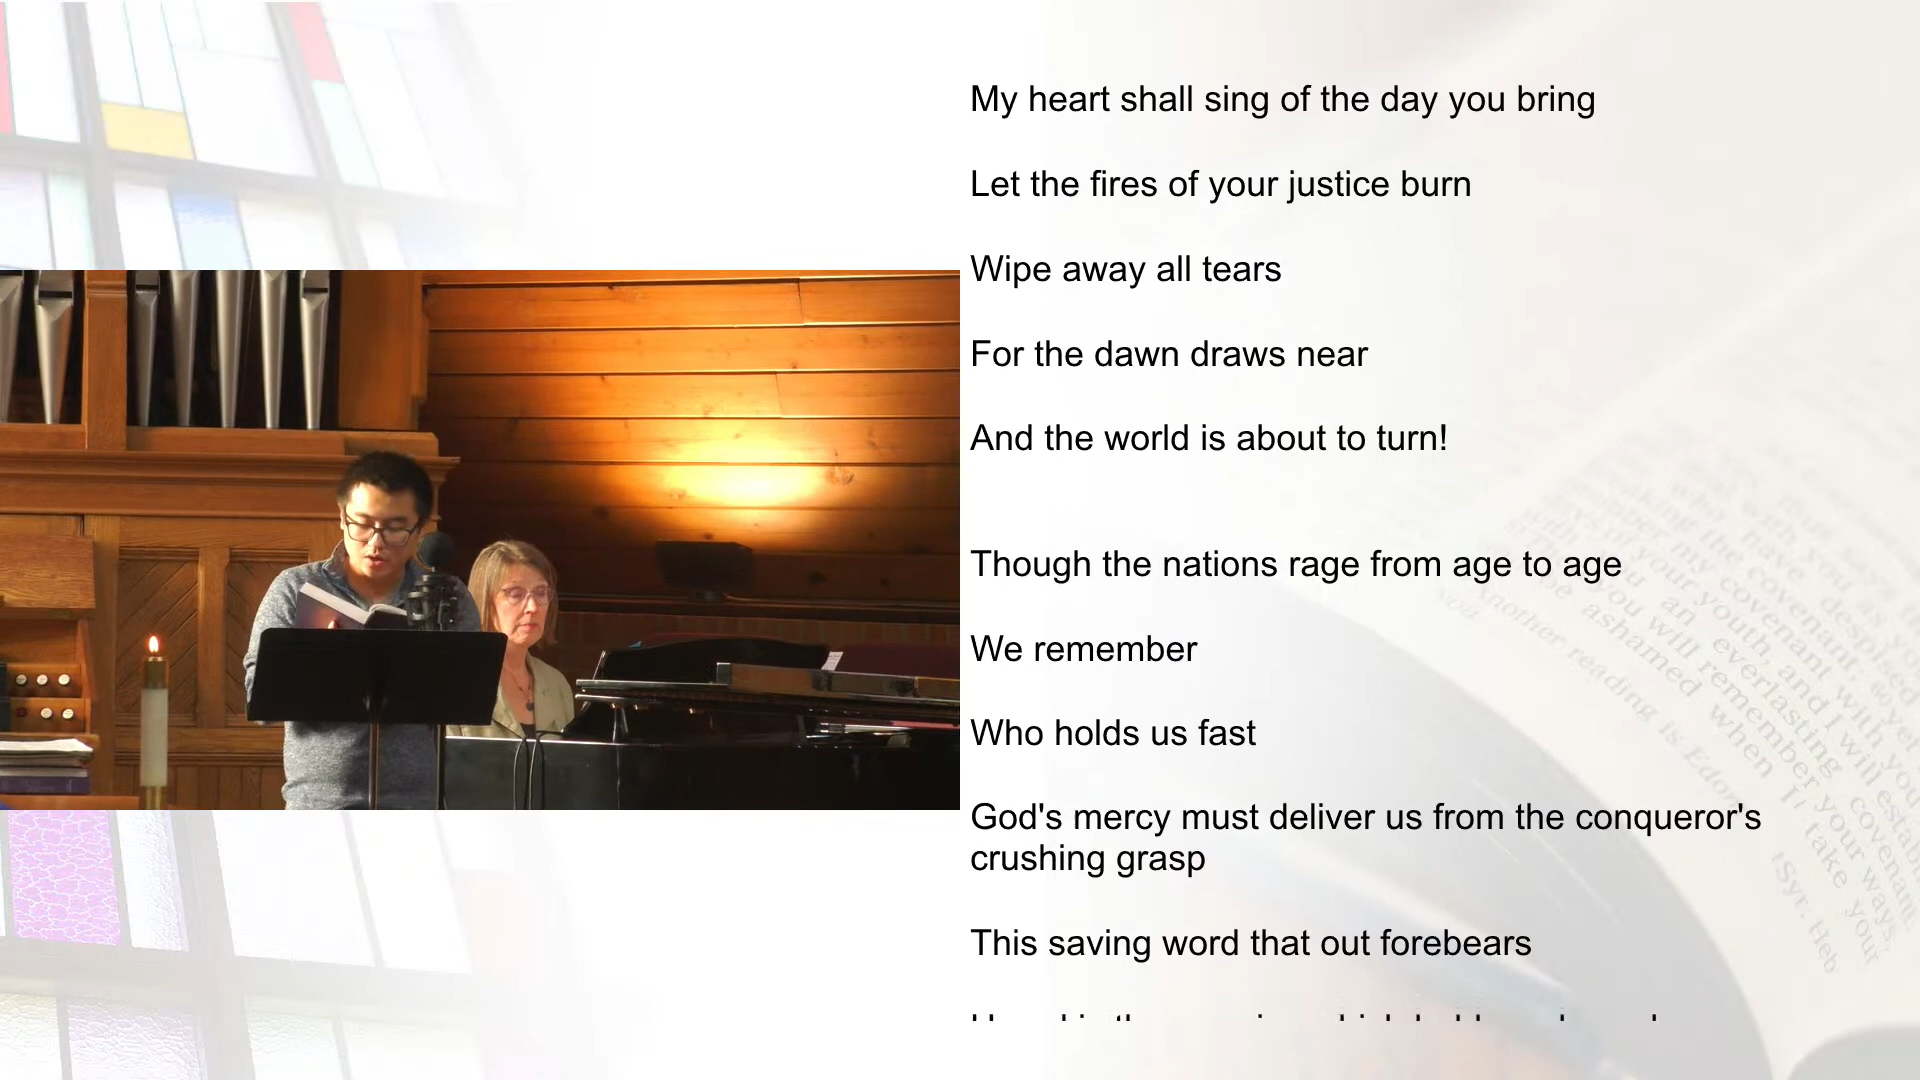 My heart shall sing of the day you bring
Let the fires of your justice burn
Wipe away all tears
For the dawn draws near
And the world is about to turn!
Though the nations rage from age to age
We remember
Who holds us fast
God's mercy must deliver us from the conqueror's
crushing grasp
This saving word that out forebears